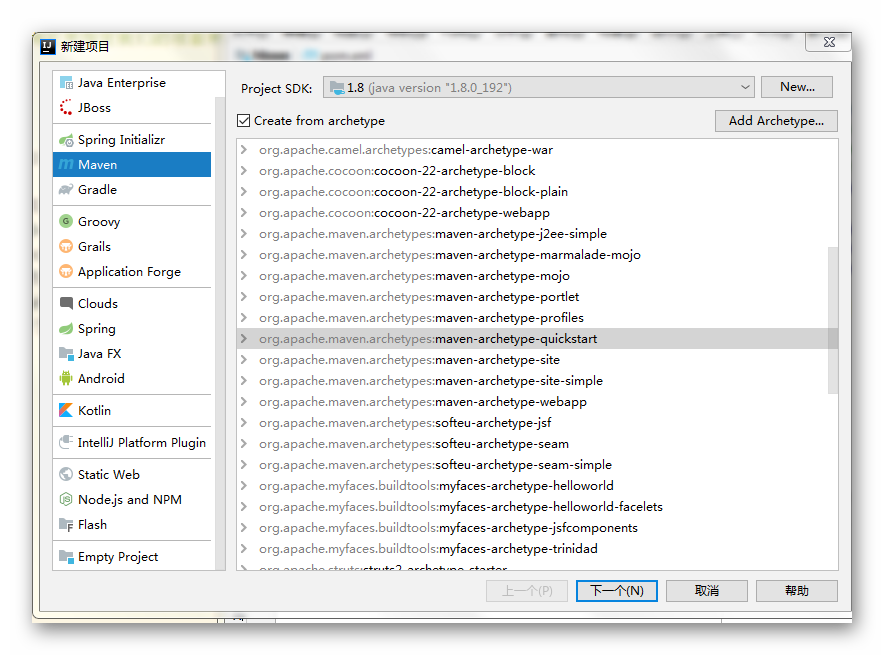 新建项目
Java Enterprise
JBoss
Spring Initializr
Maven
Gradle
Groovy
Grails
Application Forge
Clouds
Spring
Java FX
Android
Kotlin
IntelliJ Platform Plugin
Static Web
Node.js and NPM
Flash
Empty Project
Project SDK: 1.8 (java version "1.8.0_192") New...
Create from archetype Add Archetype...
org.apache.camel.archetypes:camel-archetype-war
org.apache.cocoon:cocoon-22-archetype-block
org.apache.cocoon:cocoon-22-archetype-block-plain
org.apache.cocoon:cocoon-22-archetype-webapp
org.apache.maven.archetypes:maven-archetype-j2ee-simple
org.apache.maven.archetypes:maven-archetype-marmalade-mojo
org.apache.maven.archetypes:maven-archetype-mojo
org.apache.maven.archetypes:maven-archetype-portlet
org.apache.maven.archetypes:maven-archetype-profiles
org.apache.maven.archetypes:maven-archetype-quickstart
org.apache.maven.archetypes:maven-archetype-site
org.apache.maven.archetypes:maven-archetype-site-simple
org.apache.maven.archetypes:maven-archetype-webapp
org.apache.maven.archetypes:softeu-archetype-jsf
org.apache.maven.archetypes:softeu-archetype-seam
org.apache.maven.archetypes:softeu-archetype-seam-simple
org.apache.myfaces.buildtools:myfaces-archetype-helloworld
org.apache.myfaces.buildtools:myfaces-archetype-helloworld-facelets
org.apache.myfaces.buildtools:myfaces-archetype-jsfcomponents
org.apache.myfaces.buildtools:myfaces-archetype-trinidad
org.apache.struts:struts2-archetype-starter
上一个(P) 下一个(N) 取消 帮助